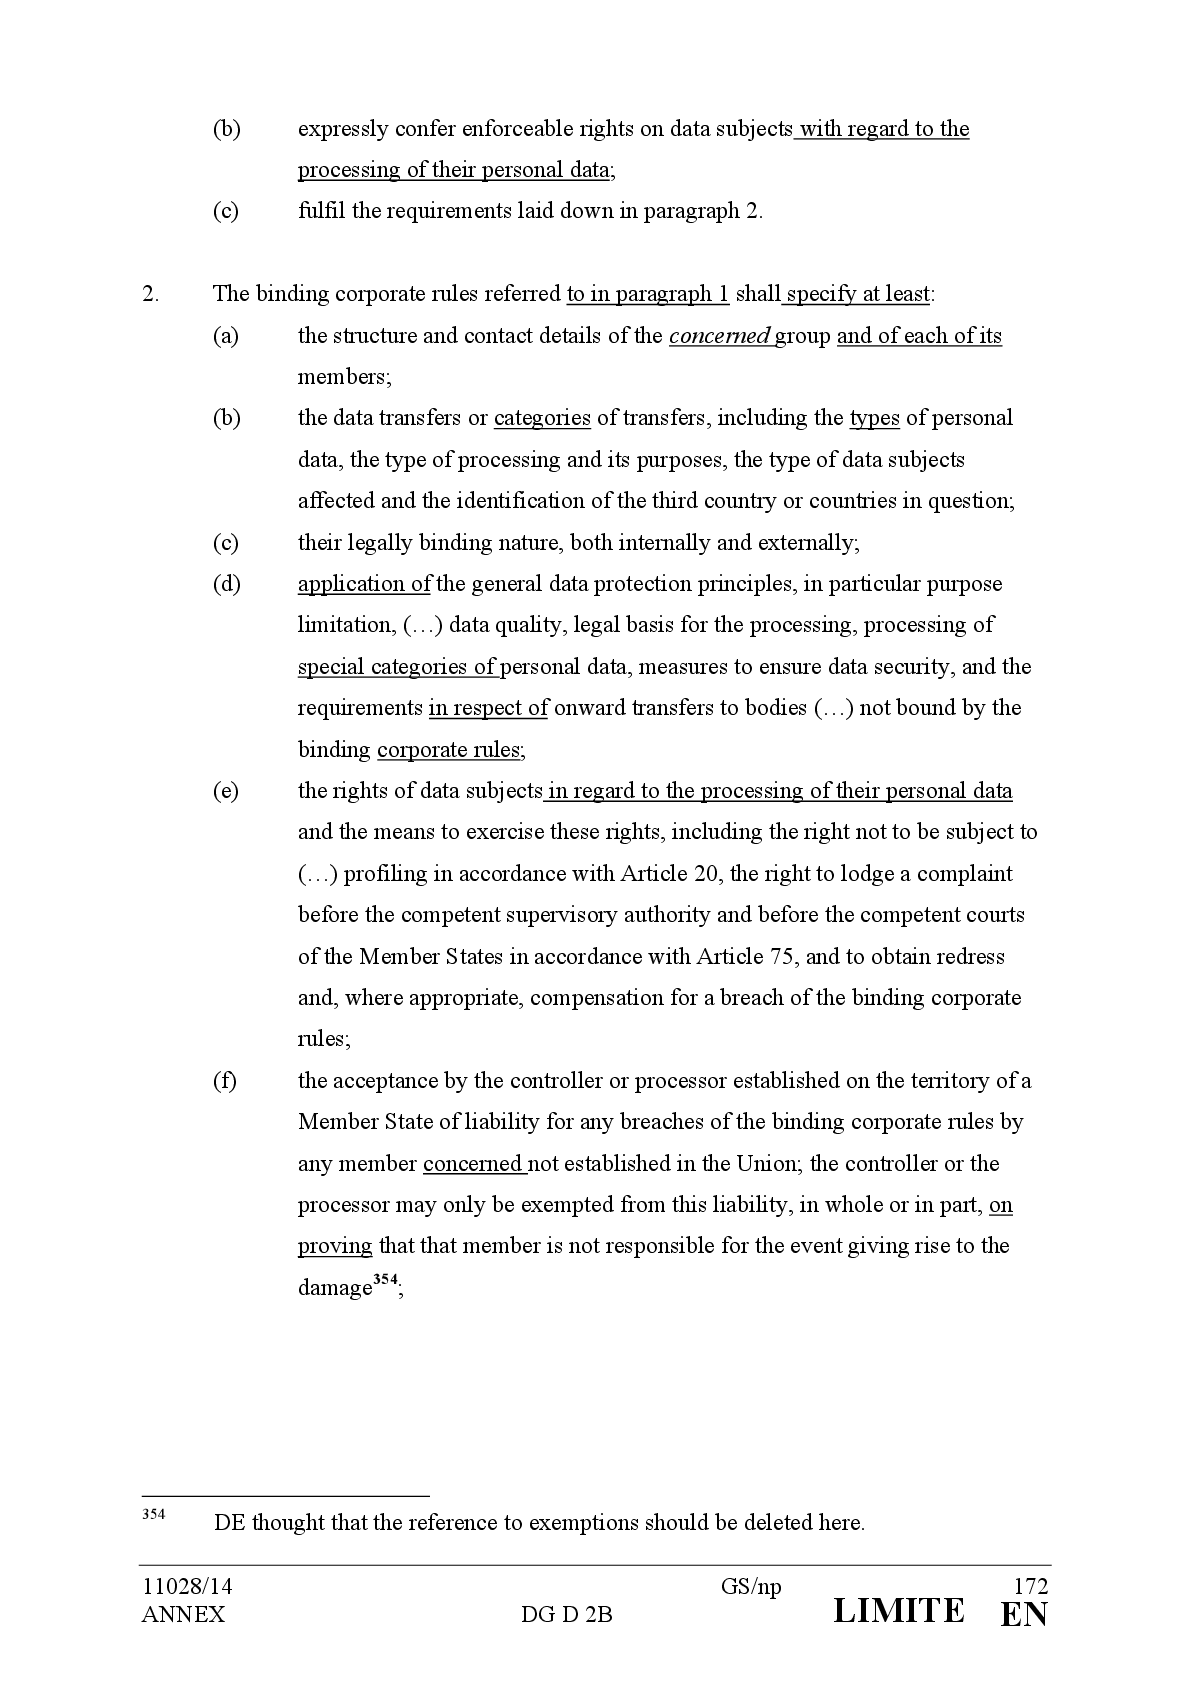 (b) expressly confer enforceable rights on data subjects with regard to the
processing of their personal data;
(c) fulfil the requirements laid down in paragraph 2.
2. The binding corporate rules referred to in paragraph 1 shall specify at least:
(a) the structure and contact details of the concerned group and of each of its
members;
(b) the data transfers or categories of transfers, including the types of personal
data, the type of processing and its purposes, the type of data subjects
affected and the identification of the third country or countries in question;
(c) their legally binding nature, both internally and externally;
(d) application of the general data protection principles, in particular purpose
limitation, (…) data quality, legal basis for the processing, processing of
special categories of personal data, measures to ensure data security, and the
requirements in respect of onward transfers to bodies (…) not bound by the
binding corporate rules;
(e) the rights of data subjects in regard to the processing of their personal data
and the means to exercise these rights, including the right not to be subject to
(…) profiling in accordance with Article 20, the right to lodge a complaint
before the competent supervisory authority and before the competent courts
of the Member States in accordance with Article 75, and to obtain redress
and, where appropriate, compensation for a breach of the binding corporate
rules;
(f) the acceptance by the controller or processor established on the territory of a
Member State of liability for any breaches of the binding corporate rules by
any member concerned not established in the Union; the controller or the
processor may only be exempted from this liability, in whole or in part, on
proving that that member is not responsible for the event giving rise to the
damage354;
354 DE thought that the reference to exemptions should be deleted here.
11028/14 GS/np 172
ANNEX DG D 2B LIMITE EN